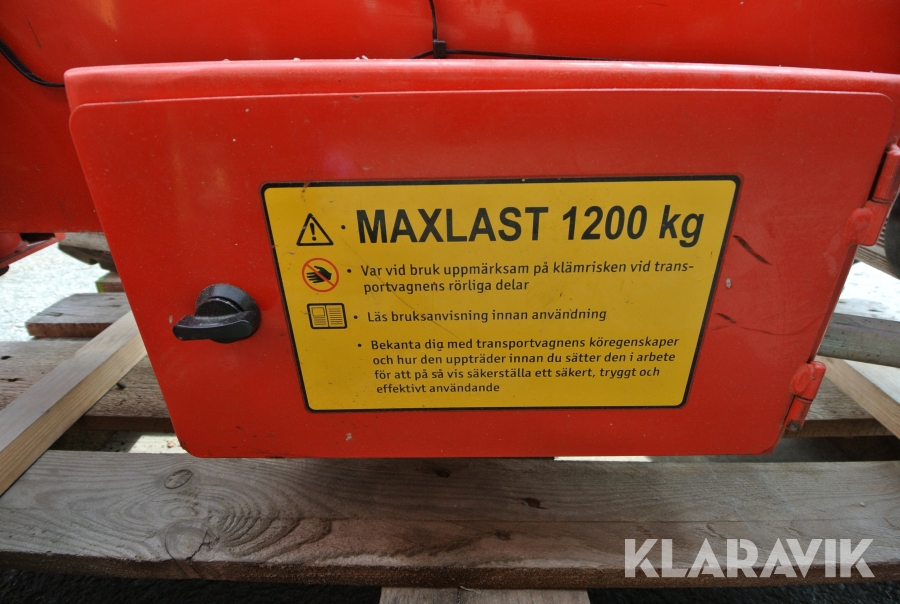 • MAXLAST 1200 kg
• Var vid bruk uppmärksam på klämrisken vid trans-
portvagnens rörliga delar
• Läs bruksanvisning innan användning
• Bekanta dig med transportvagnens köregenskaper
och hur den uppträder innan du sätter den i arbete
för att på så vis säkerställa ett säkert, tryggt och
effektivt användande
KLARAVIK